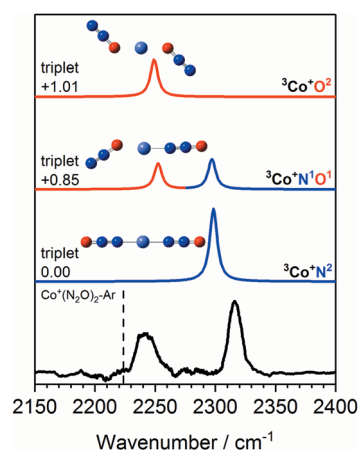 triplet
+1.01
³Co⁺O²
triplet
+0.85
³Co⁺N¹O¹
triplet
0.00
³Co⁺N²
Co⁺(N₂O)₂-Ar
2150 2200 2250 2300 2350 2400
Wavenumber / cm⁻¹